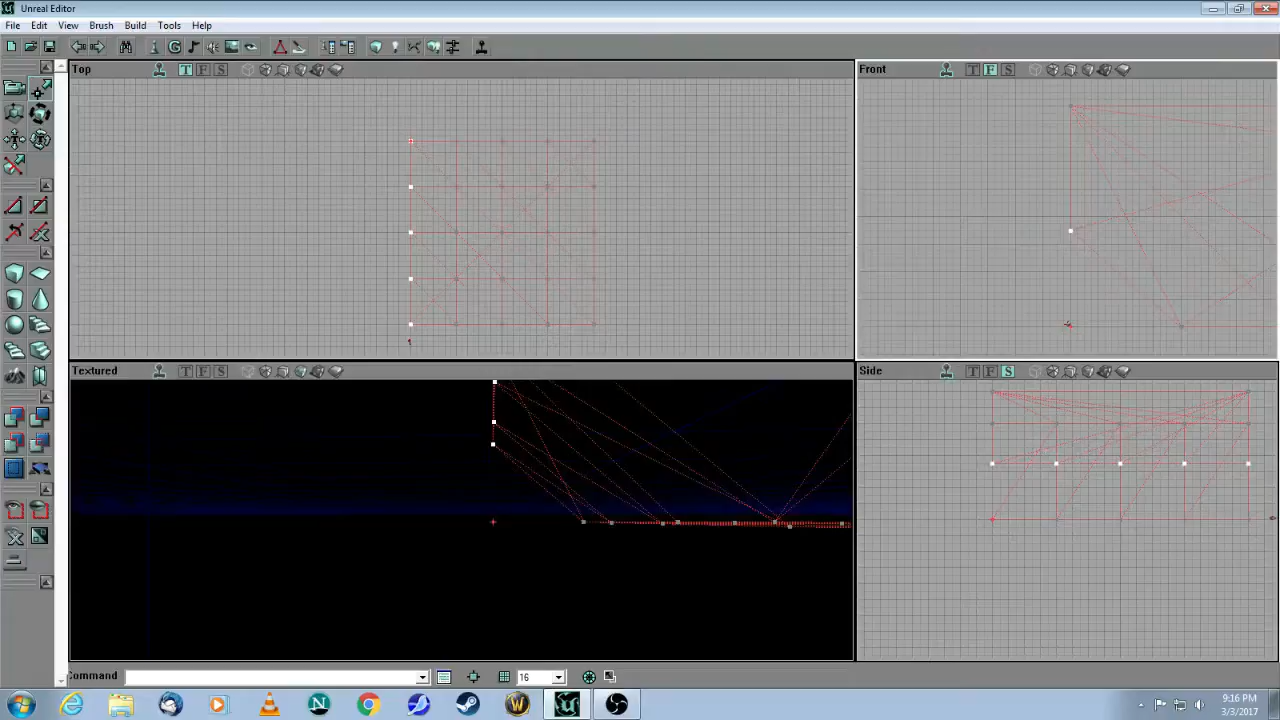 Unreal Editor
File Edit View Brush Build Tools Help
Top T F S
Front T F S
Textured T F S
Side T F S
Command 16
9:16 PM
3/3/2017